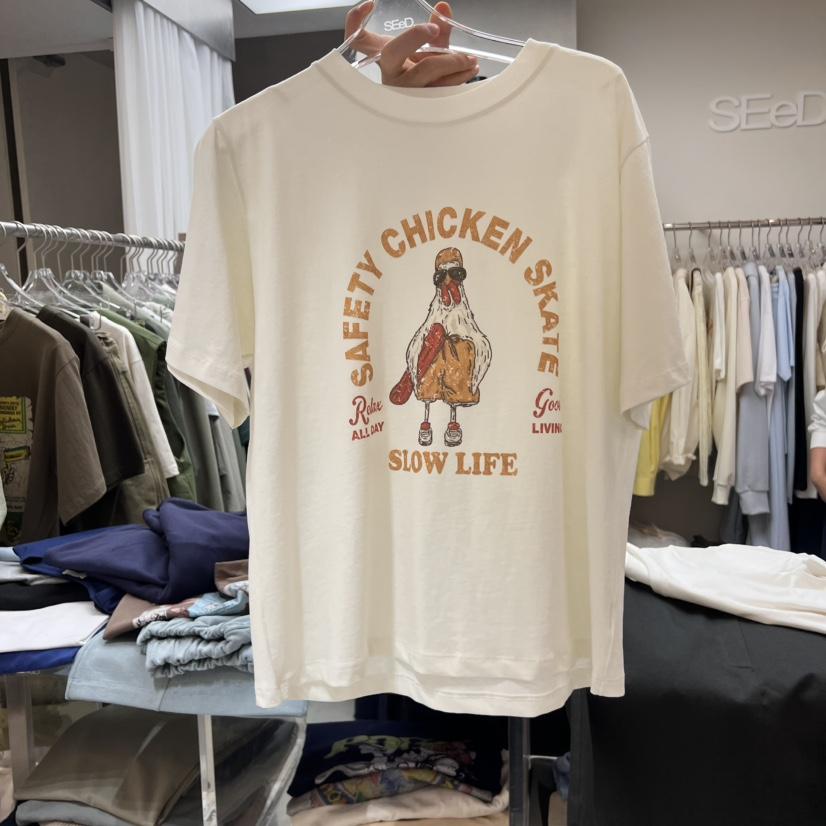 SEeD
SEeD
SAFETY CHICKEN SKATE
Relax
ALL DAY
Good
LIVING
SLOW LIFE